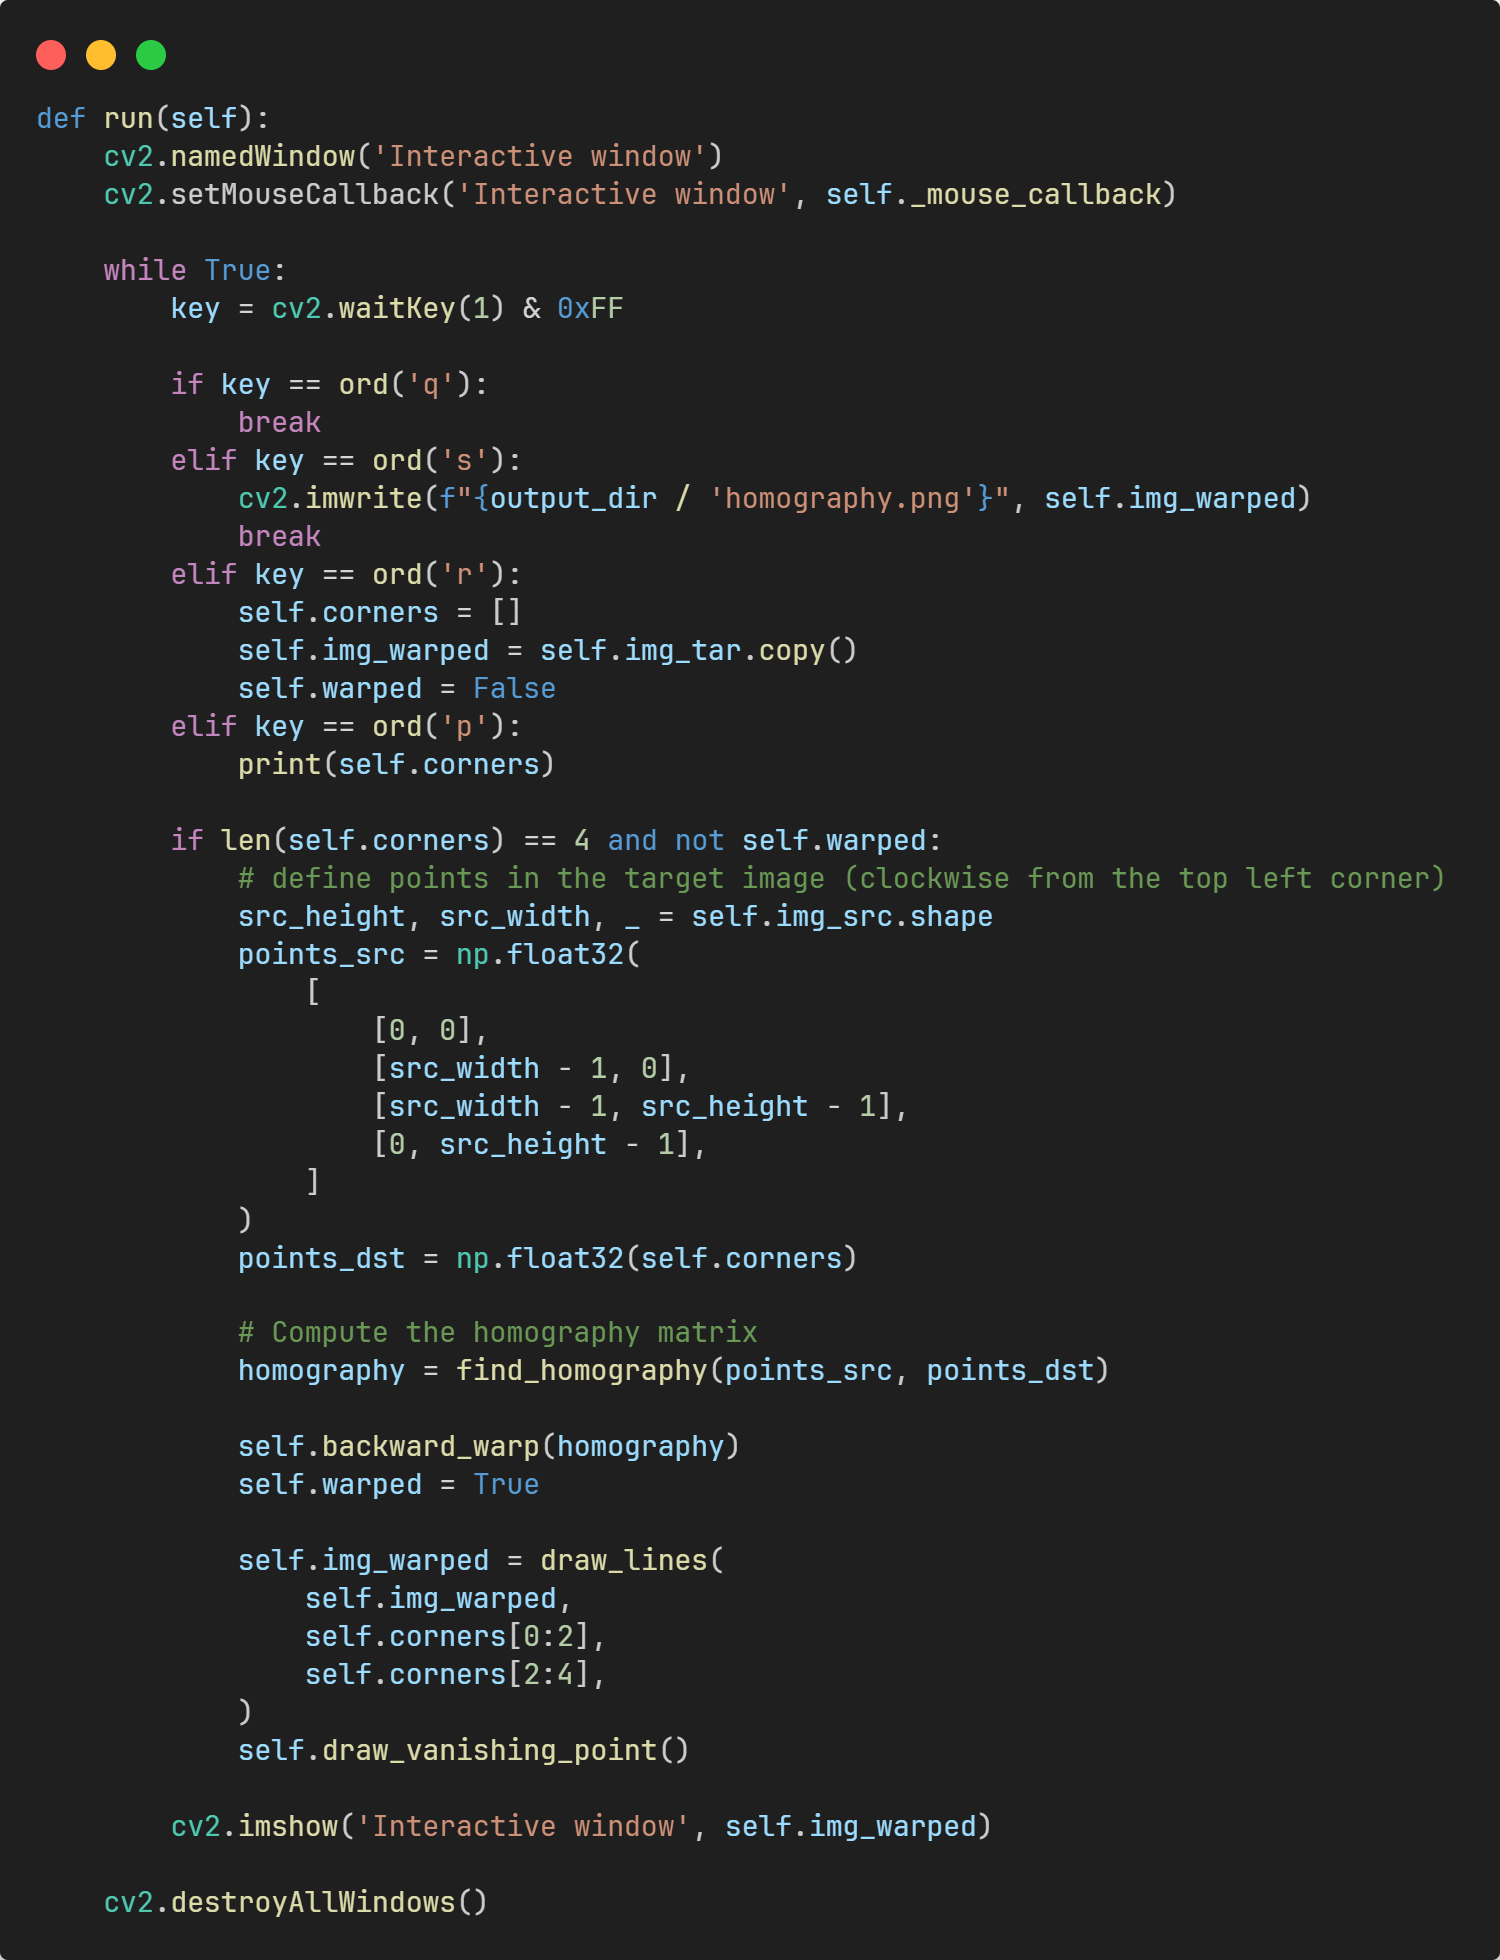 def run(self):
    cv2.namedWindow('Interactive window')
    cv2.setMouseCallback('Interactive window', self._mouse_callback)

    while True:
        key = cv2.waitKey(1) & 0xFF

        if key == ord('q'):
            break
        elif key == ord('s'):
            cv2.imwrite(f"{output_dir / 'homography.png'}", self.img_warped)
            break
        elif key == ord('r'):
            self.corners = []
            self.img_warped = self.img_tar.copy()
            self.warped = False
        elif key == ord('p'):
            print(self.corners)

        if len(self.corners) == 4 and not self.warped:
            # define points in the target image (clockwise from the top left corner)
            src_height, src_width, _ = self.img_src.shape
            points_src = np.float32(
                [
                    [0, 0],
                    [src_width - 1, 0],
                    [src_width - 1, src_height - 1],
                    [0, src_height - 1],
                ]
            )
            points_dst = np.float32(self.corners)

            # Compute the homography matrix
            homography = find_homography(points_src, points_dst)

            self.backward_warp(homography)
            self.warped = True

            self.img_warped = draw_lines(
                self.img_warped,
                self.corners[0:2],
                self.corners[2:4],
            )
            self.draw_vanishing_point()

        cv2.imshow('Interactive window', self.img_warped)

    cv2.destroyAllWindows()